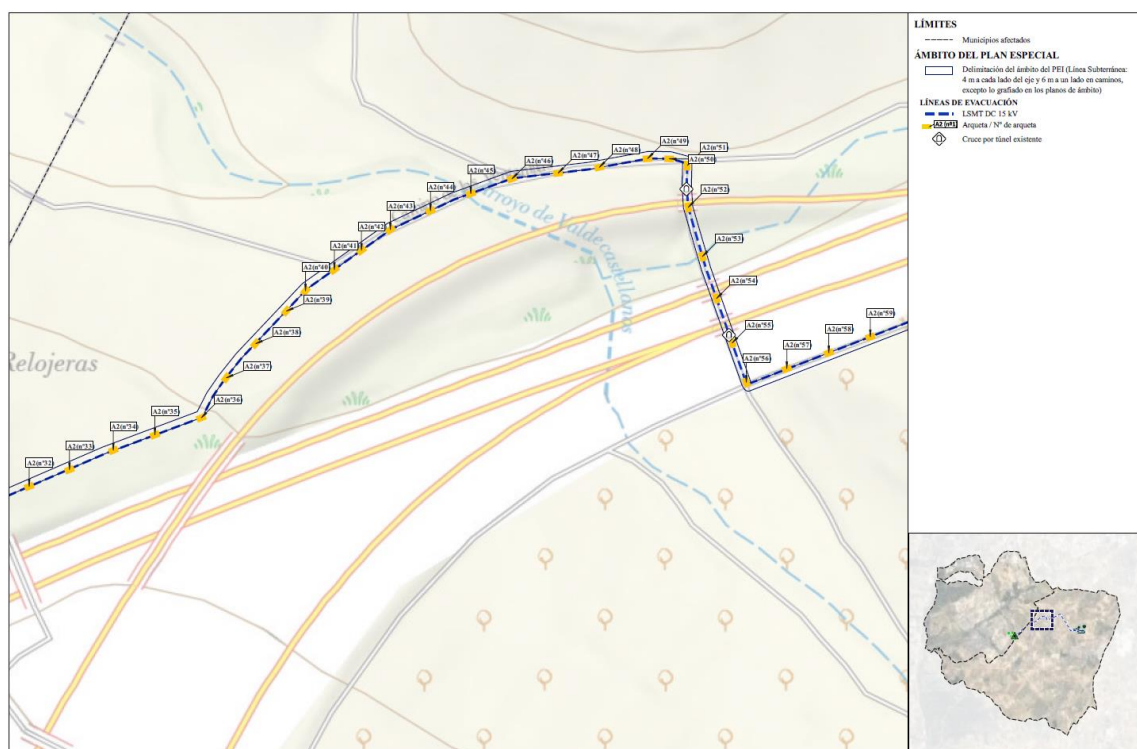 LÍMITES
Municipios afectados
ÁMBITO DEL PLAN ESPECIAL
Delimitación del ámbito del PEI (Línea Subterránea:
4 m a cada lado del eje y 6 m a un lado en caminos,
excepto lo grafiado en los planos de ámbito)
LÍNEAS DE EVACUACIÓN
LSMT DC 15 kV
A2 (nº1)
Arqueta / Nº de arqueta
Cruce por túnel existente
A2(nº49)
A2(nº51)
A2(nº48)
A2(nº50)
A2(nº47)
A2(nº46)
A2(nº45)
A2(nº44)
A2(nº52)
A2(nº43)
Arroyo de Valdecastellanos
A2(nº42)
A2(nº53)
A2(nº41)
A2(nº40)
A2(nº54)
A2(nº39)
A2(nº59)
A2(nº55)
A2(nº38)
A2(nº58)
A2(nº57)
Relojeras
A2(nº37)
A2(nº56)
A2(nº36)
A2(nº35)
A2(nº34)
A2(nº33)
A2(nº32)